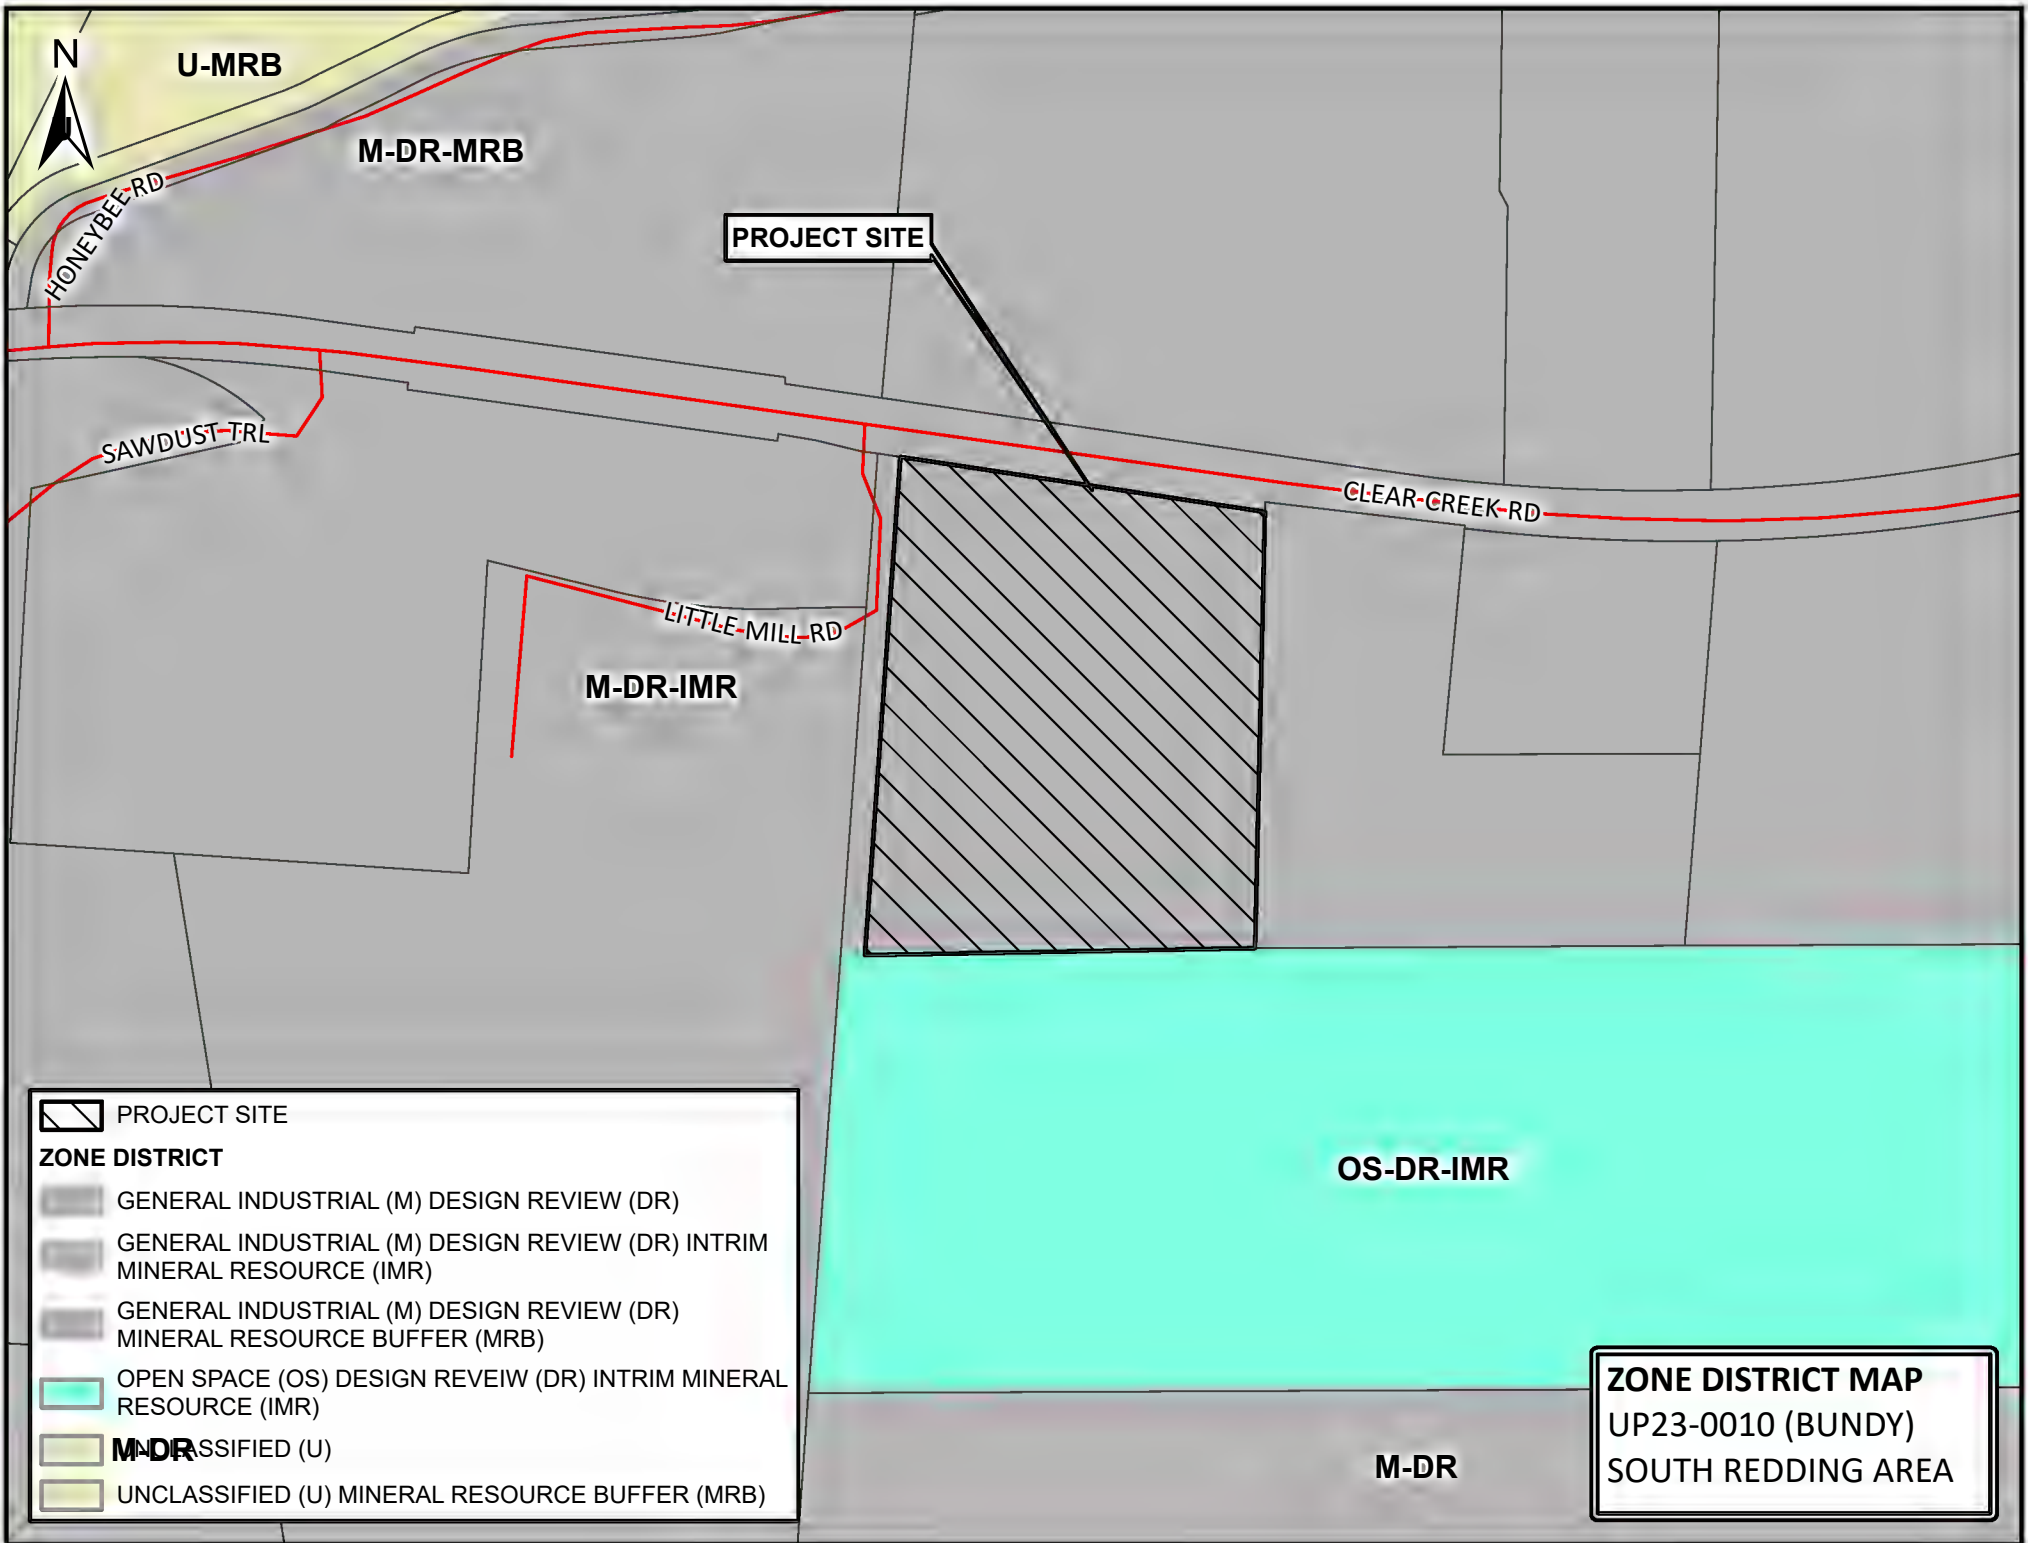 N
U-MRB
M-DR-MRB
HONEYBEE RD
PROJECT SITE
SAWDUST TRL
CLEAR CREEK RD
LITTLE MILL RD
M-DR-IMR
OS-DR-IMR
M-DR
PROJECT SITE
ZONE DISTRICT
GENERAL INDUSTRIAL (M) DESIGN REVIEW (DR)
GENERAL INDUSTRIAL (M) DESIGN REVIEW (DR) INTRIM
MINERAL RESOURCE (IMR)
GENERAL INDUSTRIAL (M) DESIGN REVIEW (DR)
MINERAL RESOURCE BUFFER (MRB)
OPEN SPACE (OS) DESIGN REVEIW (DR) INTRIM MINERAL
RESOURCE (IMR)
M-DR
UNCLASSIFIED (U)
UNCLASSIFIED (U) MINERAL RESOURCE BUFFER (MRB)
ZONE DISTRICT MAP
UP23-0010 (BUNDY)
SOUTH REDDING AREA